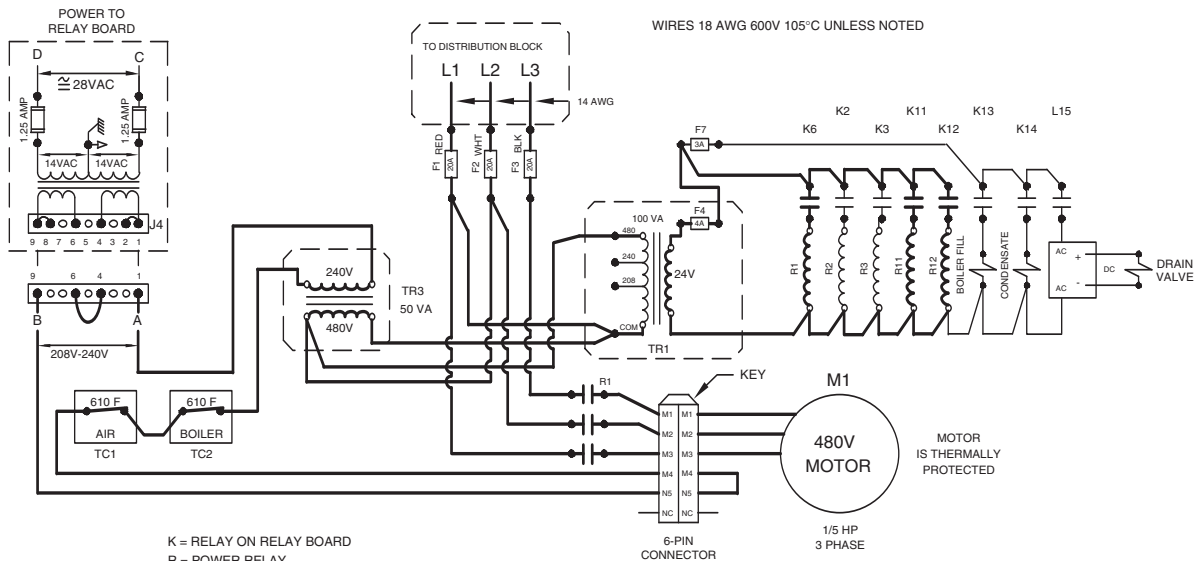 POWER TO
RELAY BOARD
D
C
≅ 28VAC
1.25 AMP
1.25 AMP
14VAC
14VAC
J4
9 8 7 6 5 4 3 2 1
9 6 4 1
B
A
208V-240V
610 F
AIR
TC1
610 F
BOILER
TC2
TO DISTRIBUTION BLOCK
L1 L2 L3
14 AWG
F1 RED
20A
F2 WHT
20A
F3 BLK
20A
WIRES 18 AWG 600V 105°C UNLESS NOTED
240V
480V
TR3
50 VA
100 VA
480
240
208
COM
24V
TR1
F7
3A
F4
4A
K6
K2
K3
K11
K12
K13
K14
L15
R1
R2
R3
R11
R12
BOILER FILL
CONDENSATE
AC
+
DC
-
AC
DRAIN
VALVE
R1
KEY
M1 M1
M2 M2
M3 M3
M4 M4
N5 N5
NC NC
6-PIN
CONNECTOR
M1
480V
MOTOR
1/5 HP
3 PHASE
MOTOR
IS THERMALLY
PROTECTED
K = RELAY ON RELAY BOARD
R = POWER RELAY